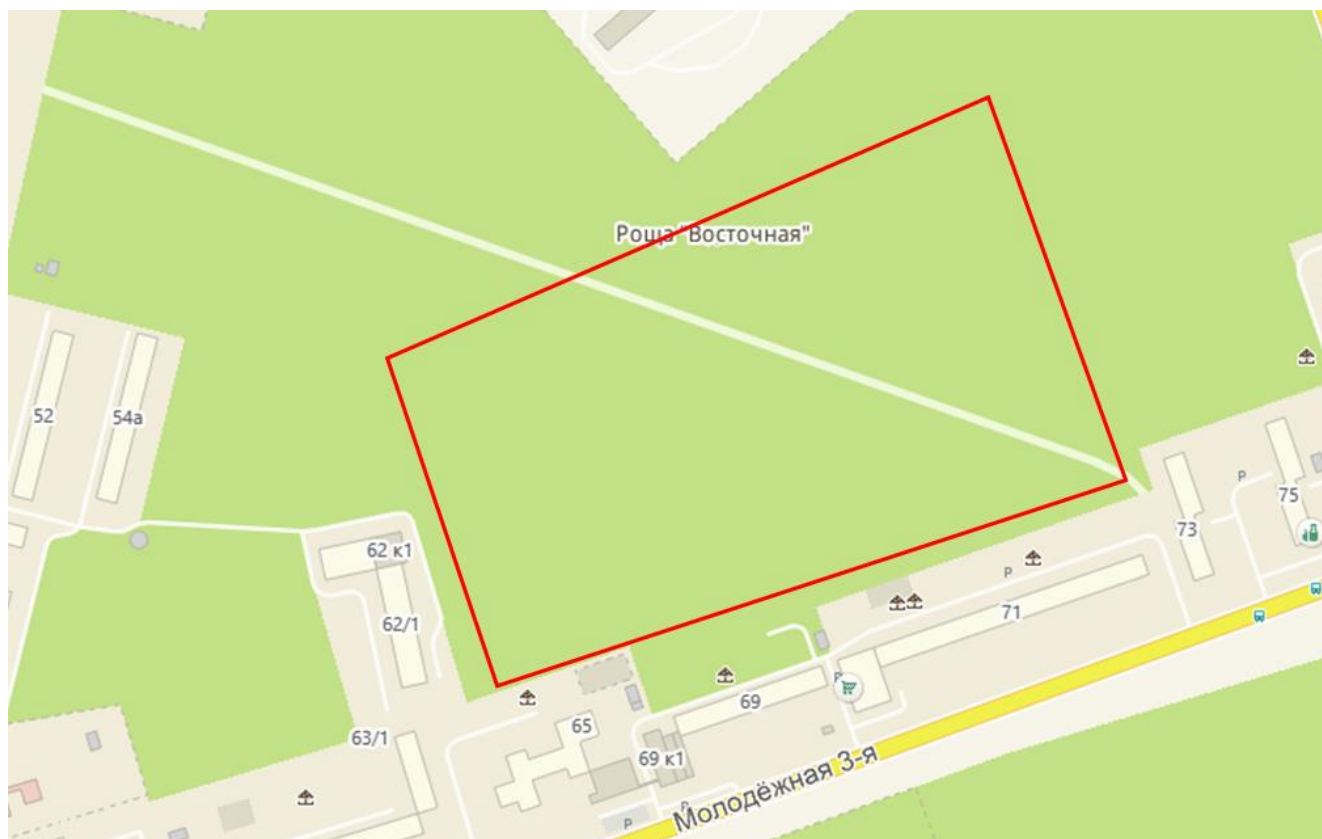 Роща "Восточная"
52
54а
62 к1
62/1
63/1
65
69
69 к1
71
73
75
Р
Р
Р
Р
Р
Молодёжная 3-я